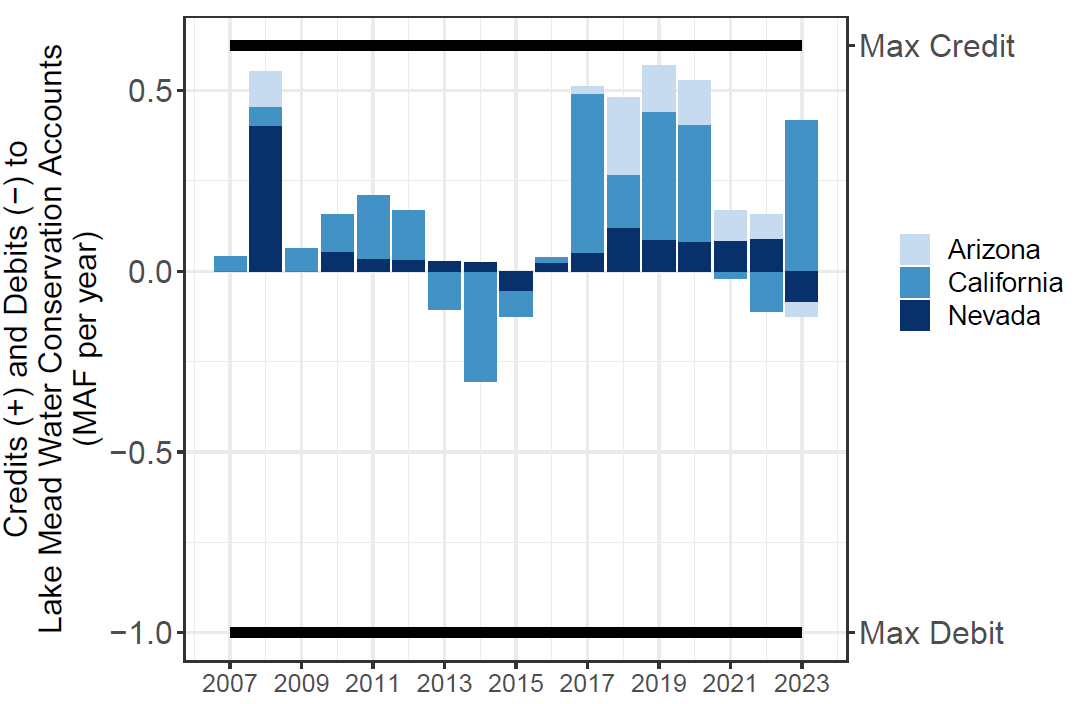 Credits (+) and Debits (−) to
Lake Mead Water Conservation Accounts
(MAF per year)
0.5
0.0
−0.5
−1.0
Max Credit
Max Debit
Arizona
California
Nevada
2007 2009 2011 2013 2015 2017 2019 2021 2023